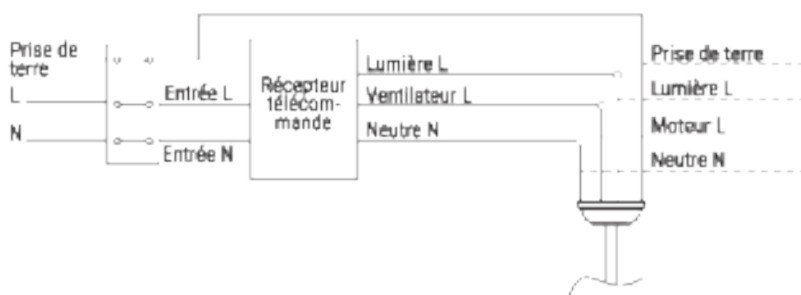 Prise de
terre
L
N
Entrée L
Entrée N
Récepteur
télécom-
mande
Lumière L
Ventilateur L
Neutre N
Prise de terre
Lumière L
Moteur L
Neutre N